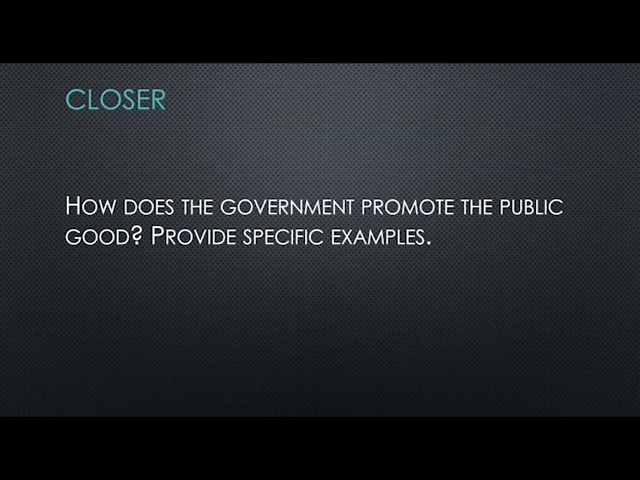 CLOSER
HOW DOES THE GOVERNMENT PROMOTE THE PUBLIC
GOOD? PROVIDE SPECIFIC EXAMPLES.